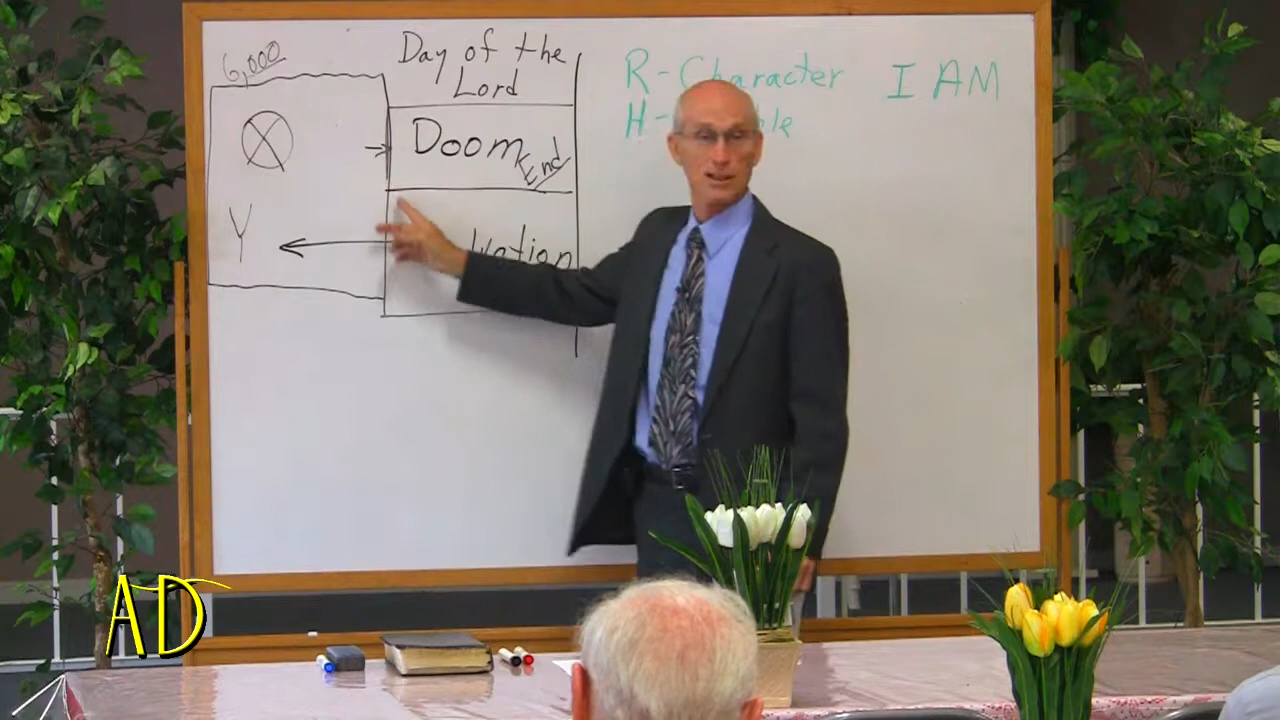 6,000
Day of the
Lord
Doom
End
Y
R - Character
H -
I AM
AD